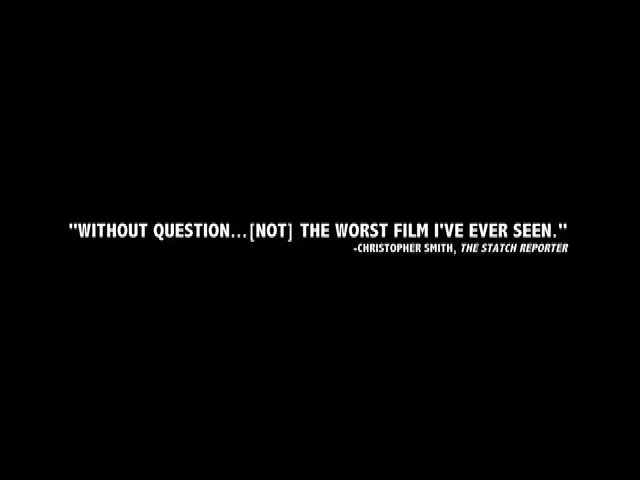 "WITHOUT QUESTION...[NOT] THE WORST FILM I'VE EVER SEEN."
-CHRISTOPHER SMITH, THE STATCH REPORTER